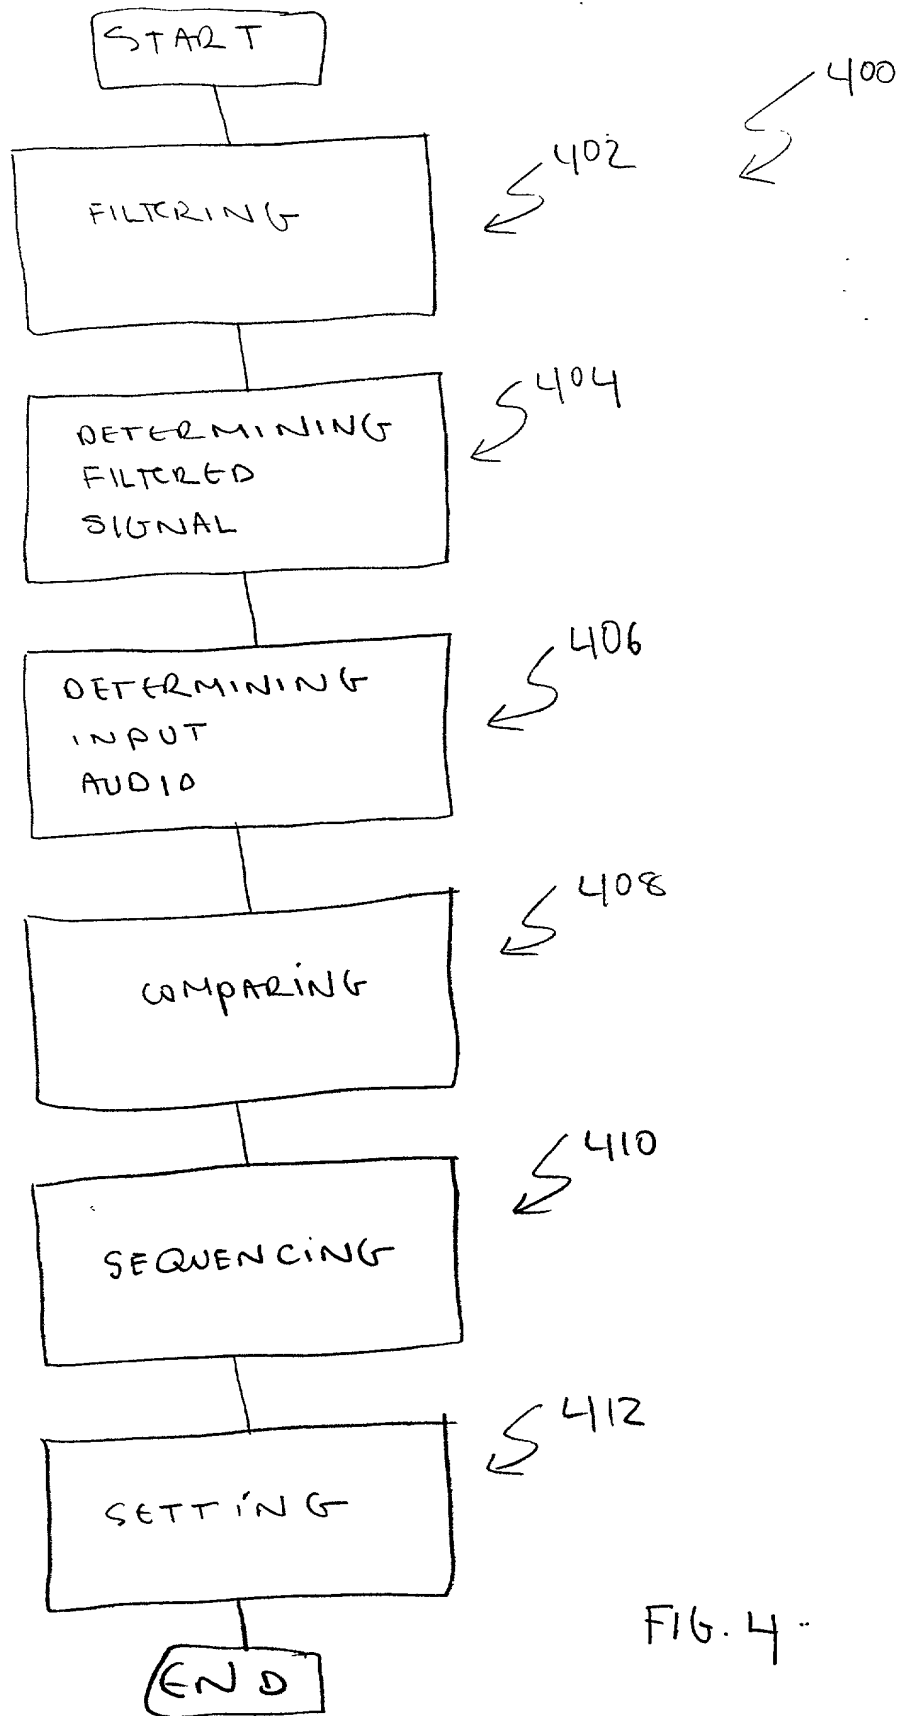 START
400
402
FILTERING
404
DETERMINING
FILTERED
SIGNAL
406
DETERMINING
INPUT
AUDIO
408
COMPARING
410
SEQUENCING
412
SETTING
FIG. 4
END